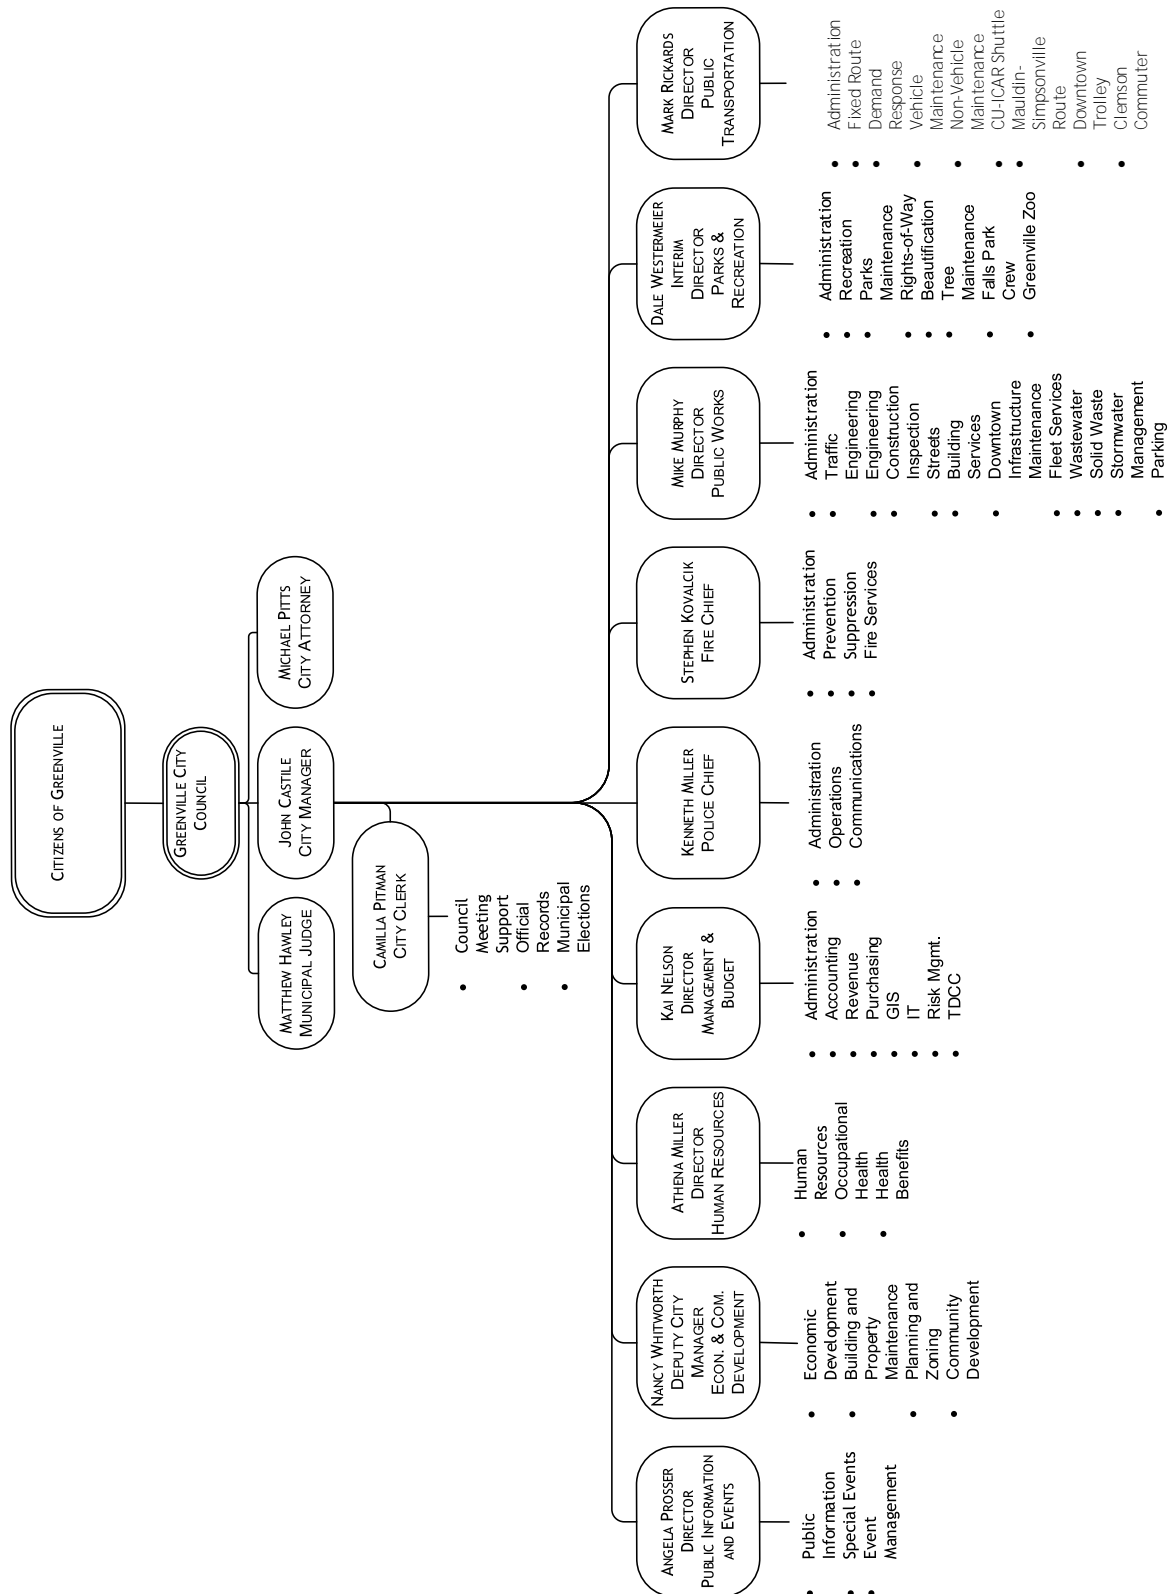 CITIZENS OF GREENVILLE
GREENVILLE CITY
COUNCIL
MATTHEW HAWLEY
MUNICIPAL JUDGE
JOHN CASTILE
CITY MANAGER
MICHAEL PITTS
CITY ATTORNEY
CAMILLA PITMAN
CITY CLERK
• Council
Meeting
Support
• Official
Records
• Municipal
Elections
ANGELA PROSSER
DIRECTOR
PUBLIC INFORMATION
AND EVENTS
• Public
Information
• Special Events
• Event
Management
NANCY WHITWORTH
DEPUTY CITY
MANAGER
ECON. & COM.
DEVELOPMENT
• Economic
Development
• Building and
Property
Maintenance
• Planning and
Zoning
• Community
Development
ATHENA MILLER
DIRECTOR
HUMAN RESOURCES
• Human
Resources
• Occupational
Health
• Health
Benefits
KAI NELSON
DIRECTOR
MANAGEMENT &
BUDGET
• Administration
• Accounting
• Revenue
• Purchasing
• GIS
• IT
• Risk Mgmt.
• TDCC
KENNETH MILLER
POLICE CHIEF
• Administration
• Operations
• Communications
STEPHEN KOVALCIK
FIRE CHIEF
• Administration
• Prevention
• Suppression
• Fire Services
MIKE MURPHY
DIRECTOR
PUBLIC WORKS
• Administration
• Traffic
Engineering
• Engineering
• Construction
Inspection
• Streets
• Building
Services
• Downtown
Infrastructure
Maintenance
• Fleet Services
• Wastewater
• Solid Waste
• Stormwater
Management
• Parking
DALE WESTERMEIER
INTERIM
DIRECTOR
PARKS &
RECREATION
• Administration
• Recreation
• Parks
Maintenance
• Rights-of-Way
• Beautification
• Tree
Maintenance
• Falls Park
Crew
• Greenville Zoo
MARK RICKARDS
DIRECTOR
PUBLIC
TRANSPORTATION
• Administration
• Fixed Route
• Demand
Response
• Vehicle
Maintenance
• Non-Vehicle
Maintenance
• CU-ICAR Shuttle
• Mauldin-
Simpsonville
Route
• Downtown
Trolley
• Clemson
Commuter